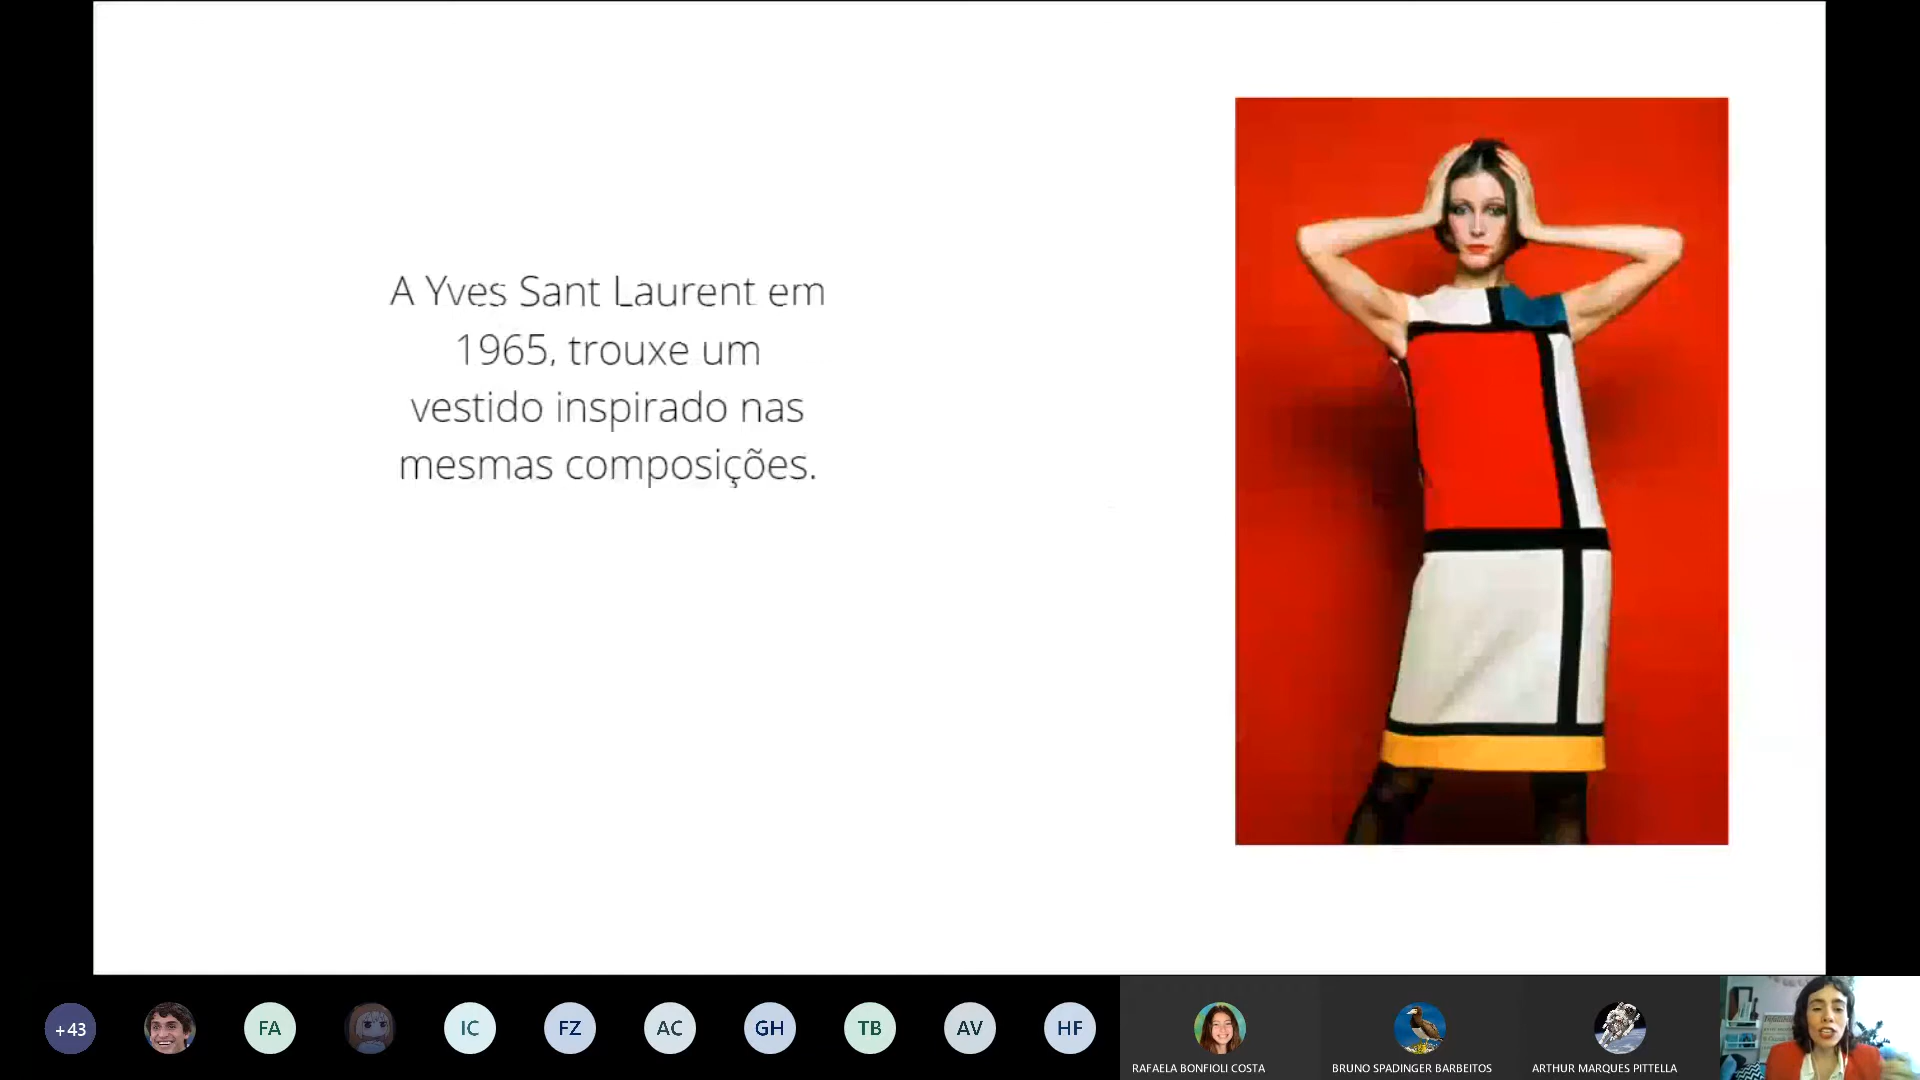 A Yves Sant Laurent em
1965, trouxe um
vestido inspirado nas
mesmas composições.
+43
FA
IC
FZ
AC
GH
TB
AV
HF
RAFAELA BONFIOLI COSTA
BRUNO SPADINGER BARBEITOS
ARTHUR MARQUES PITTELLA